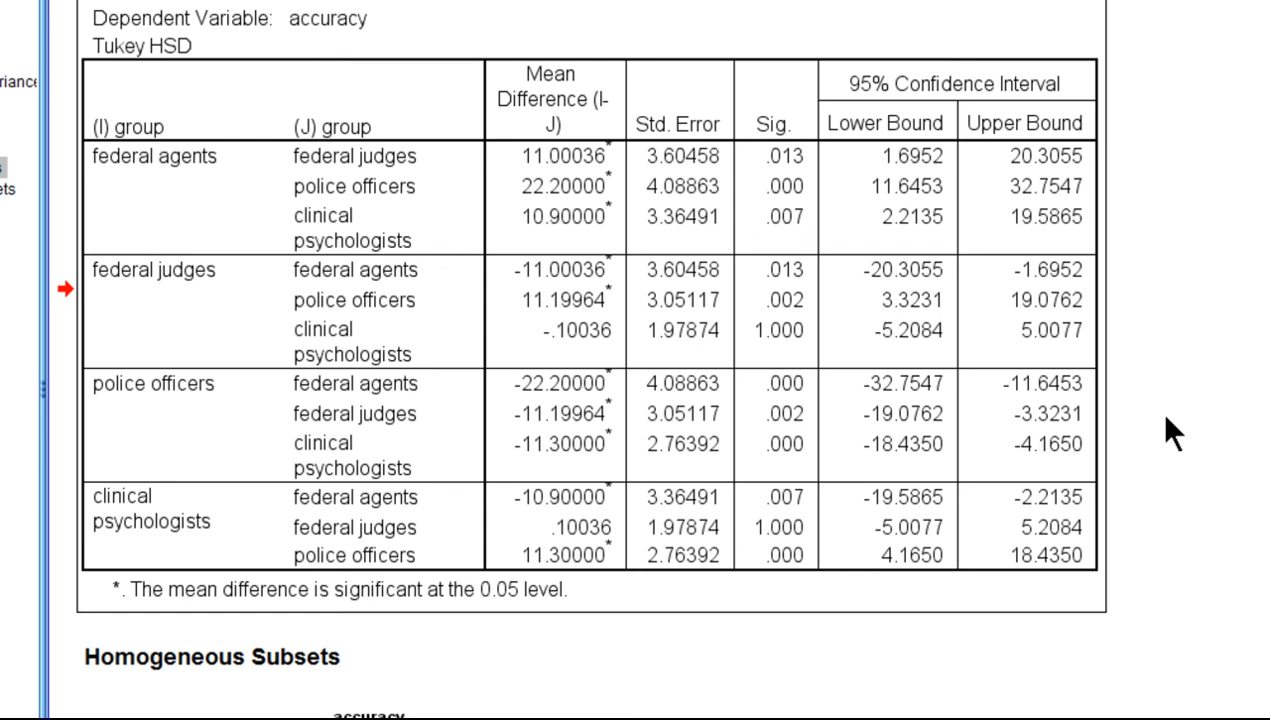 Dependent Variable: accuracy
Tukey HSD
(I) group (J) group Mean Difference (I-J) Std. Error Sig. 95% Confidence Interval
Lower Bound Upper Bound
federal agents federal judges 11.00036* 3.60458 .013 1.6952 20.3055
police officers 22.20000* 4.08863 .000 11.6453 32.7547
clinical psychologists 10.90000* 3.36491 .007 2.2135 19.5865
federal judges federal agents -11.00036* 3.60458 .013 -20.3055 -1.6952
police officers 11.19964* 3.05117 .002 3.3231 19.0762
clinical psychologists -.10036 1.97874 1.000 -5.2084 5.0077
police officers federal agents -22.20000* 4.08863 .000 -32.7547 -11.6453
federal judges -11.19964* 3.05117 .002 -19.0762 -3.3231
clinical psychologists -11.30000* 2.76392 .000 -18.4350 -4.1650
clinical psychologists federal agents -10.90000* 3.36491 .007 -19.5865 -2.2135
federal judges .10036 1.97874 1.000 -5.0077 5.2084
police officers 11.30000* 2.76392 .000 4.1650 18.4350
*. The mean difference is significant at the 0.05 level.
Homogeneous Subsets
accuracy